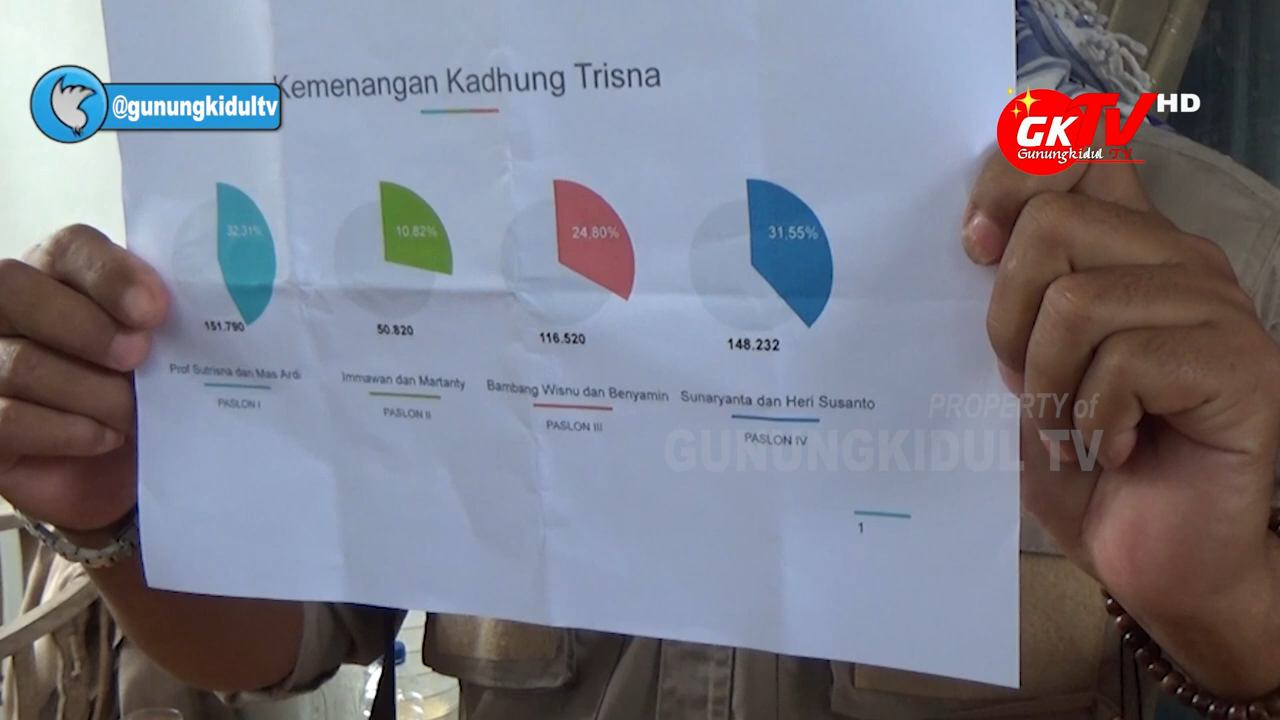 Kemenangan Kadhung Trisna
@gunungkidultv
GKTV HD
Gunungkidul TV
32,31%
10,82%
24,80%
31,55%
151.790
50.820
116.520
148.232
Prof Sutrisna dan Mas Ardi
Immawan dan Martanty
Bambang Wisnu dan Benyamin
Sunaryanta dan Heri Susanto
PASLON I
PASLON II
PASLON III
PASLON IV
PROPERTY of
GUNUNGKIDUL TV
1